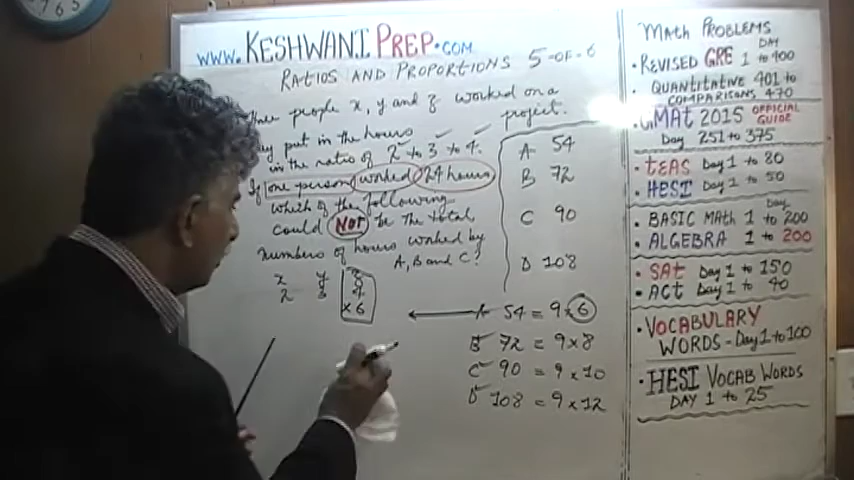 www.KESHWANIPREP.COM
RATIOS AND PROPORTIONS 5-OF-6
people x, y and z worked on a
project.
put in the hours
in the ratio of 2 to 3 to 4.
If one person worked 24 hours
which of the following
could NOT be the total
numbers of hours worked by
A, B and C?
A 54
B 72
C 90
D 108
x y z
2 3 4
×6
A 54 = 9 × 6
B 72 = 9 × 8
C 90 = 9 × 10
D 108 = 9 × 12
MATH PROBLEMS
DAY
• REVISED GRE 1 to 400
• QUANTITATIVE 401 to
COMPARISONS 470
• GMAT 2015 OFFICIAL
GUIDE
Day 251 to 375
• TEAS Day 1 to 80
• HESI Day 1 to 50
Day
• BASIC MATH 1 to 200
• ALGEBRA 1 to 200
• SAT Day 1 to 150
• ACT Day 1 to 40
• VOCABULARY
WORDS - Day 1 to 100
• HESI VOCAB WORDS
DAY 1 to 25